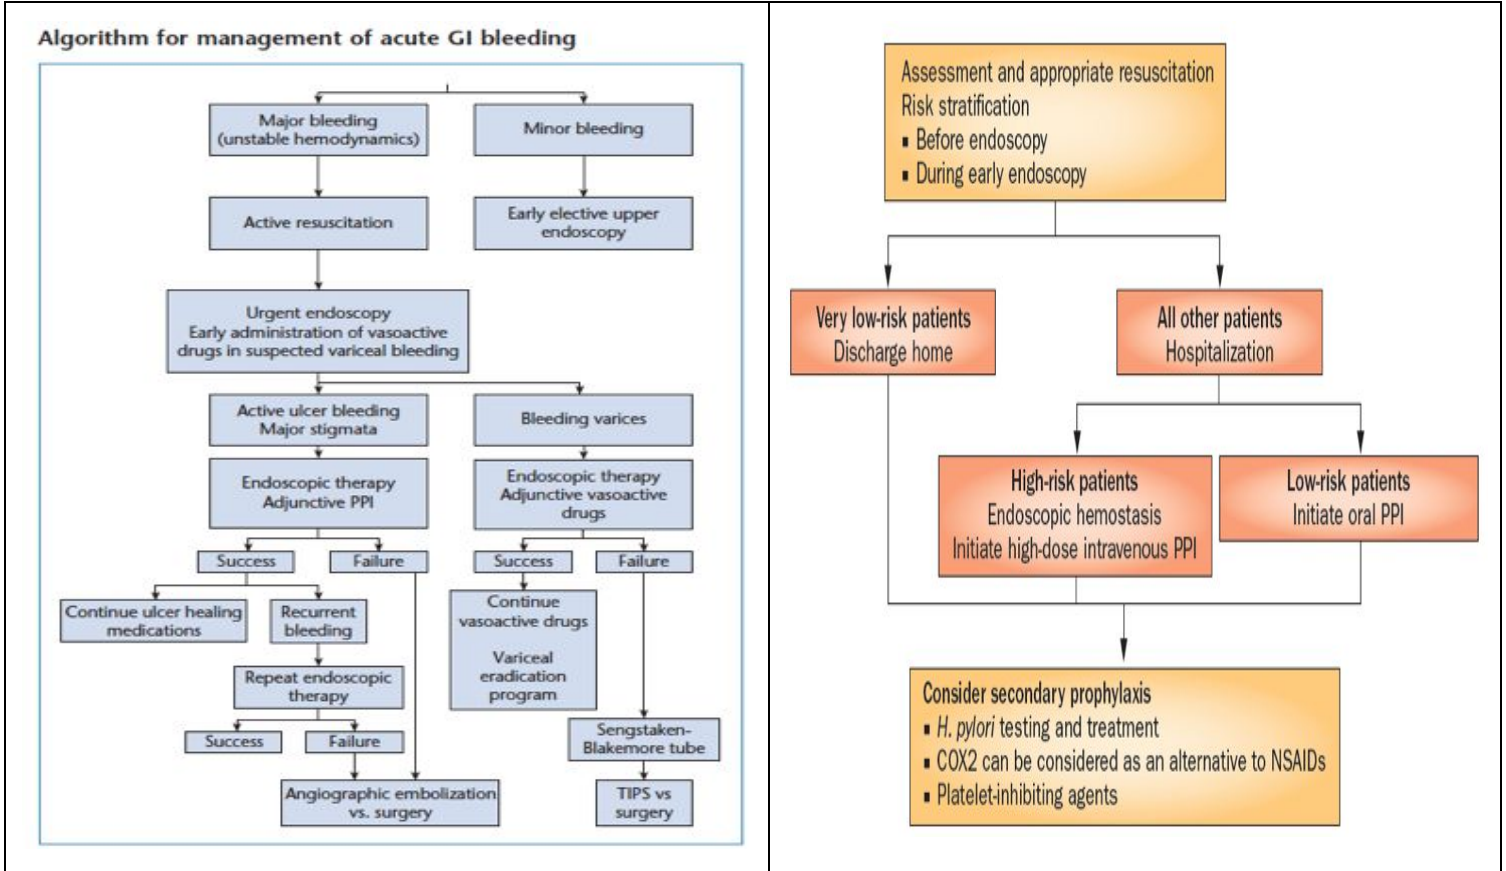 Algorithm for management of acute GI bleeding
Major bleeding
(unstable hemodynamics)
Minor bleeding
Active resuscitation
Early elective upper
endoscopy
Urgent endoscopy
Early administration of vasoactive
drugs in suspected variceal bleeding
Active ulcer bleeding
Major stigmata
Bleeding varices
Endoscopic therapy
Adjunctive PPI
Endoscopic therapy
Adjunctive vasoactive
drugs
Success
Failure
Success
Failure
Continue ulcer healing
medications
Recurrent
bleeding
Continue
vasoactive drugs
Variceal
eradication
program
Repeat endoscopic
therapy
Success
Failure
Sengstaken-
Blakemore tube
Angiographic embolization
vs. surgery
TIPS vs
surgery
Assessment and appropriate resuscitation
Risk stratification
▪ Before endoscopy
▪ During early endoscopy
Very low-risk patients
Discharge home
All other patients
Hospitalization
High-risk patients
Endoscopic hemostasis
Initiate high-dose intravenous PPI
Low-risk patients
Initiate oral PPI
Consider secondary prophylaxis
▪ H. pylori testing and treatment
▪ COX2 can be considered as an alternative to NSAIDs
▪ Platelet-inhibiting agents